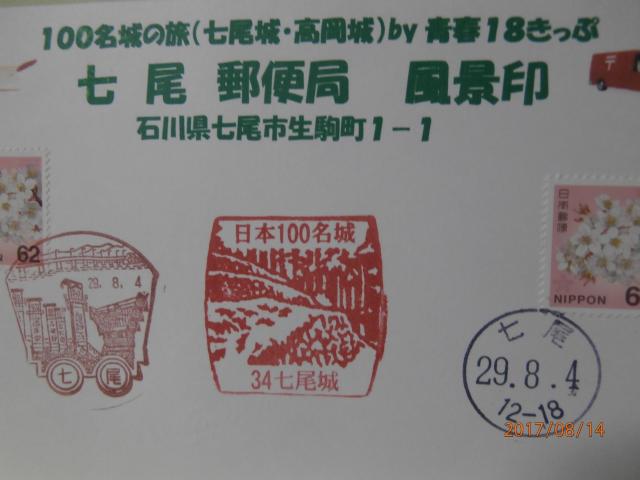 100名城の旅(七尾城・高岡城)by 青春18きっぷ
七 尾 郵便局 風景印
石川県七尾市生駒町1-1
62
日本郵便
NIPPON 6
29.8.4
七 尾
日本100名城
34七尾城
七 尾
29.8.4
12-18
2017/08/14